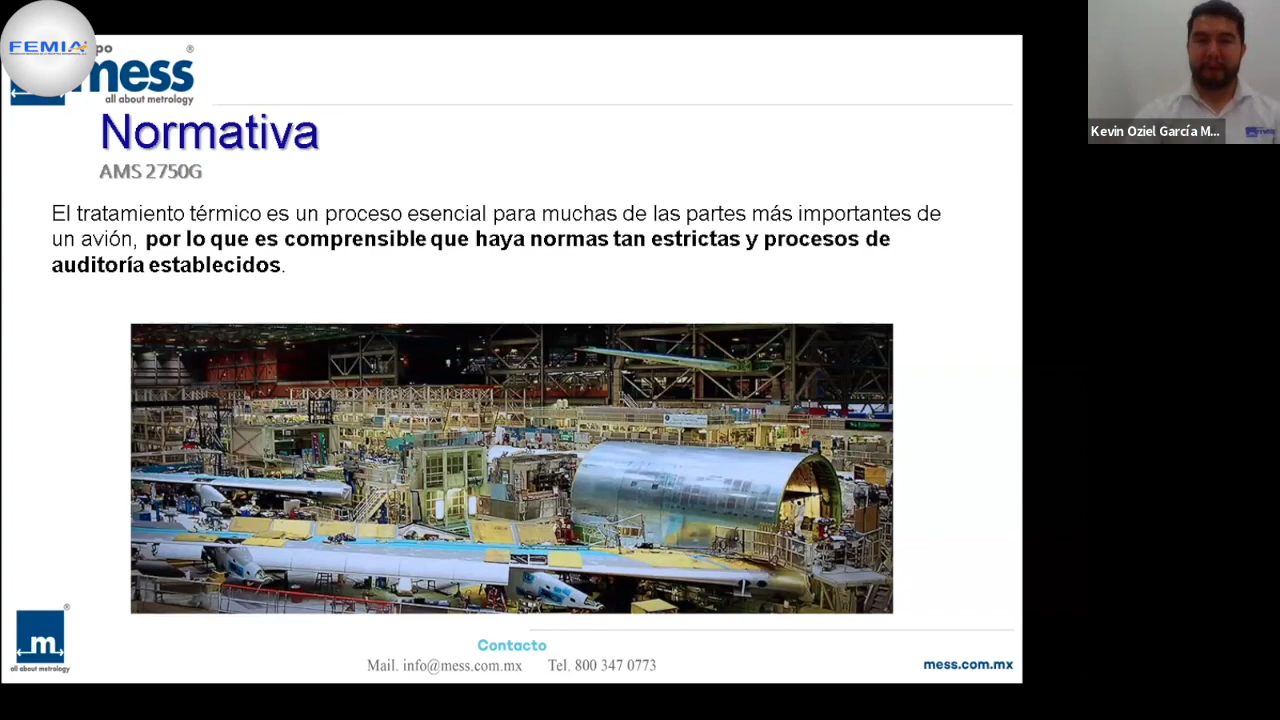 FEMIA
po
mess
all about metrology
Kevin Oziel García M...
Normativa
AMS 2750G
El tratamiento térmico es un proceso esencial para muchas de las partes más importantes de
un avión, por lo que es comprensible que haya normas tan estrictas y procesos de
auditoría establecidos.
m
all about metrology
Contacto
Mail. info@mess.com.mx Tel. 800 347 0773
mess.com.mx